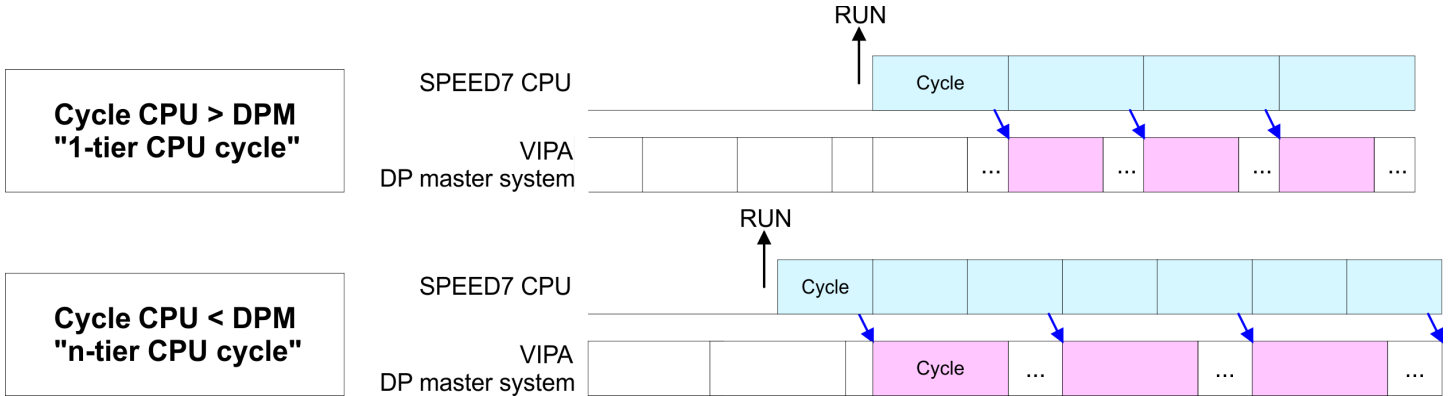 RUN
SPEED7 CPU
Cycle
Cycle CPU > DPM
"1-tier CPU cycle"
VIPA
DP master system
... ... ... ...
RUN
SPEED7 CPU
Cycle
Cycle CPU < DPM
"n-tier CPU cycle"
VIPA
DP master system
Cycle ... ... ...